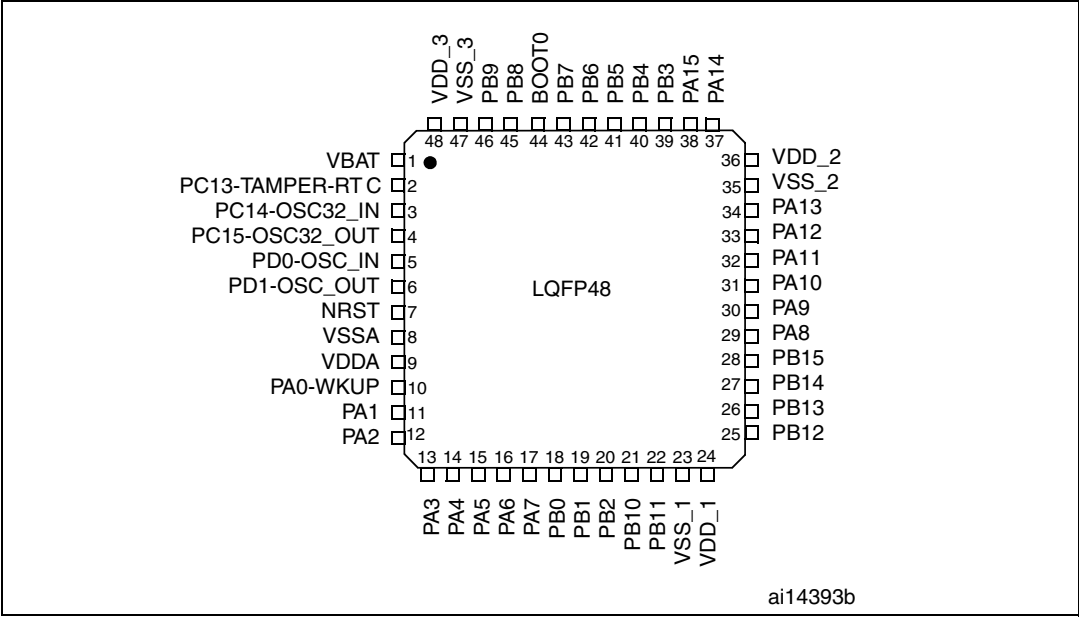 VDD_3
VSS_3
PB9
PB8
BOOT0
PB7
PB6
PB5
PB4
PB3
PA15
PA14
48 47 46 45 44 43 42 41 40 39 38 37
VBAT 1
PC13-TAMPER-RTC 2
PC14-OSC32_IN 3
PC15-OSC32_OUT 4
PD0-OSC_IN 5
PD1-OSC_OUT 6
NRST 7
VSSA 8
VDDA 9
PA0-WKUP 10
PA1 11
PA2 12
LQFP48
36 VDD_2
35 VSS_2
34 PA13
33 PA12
32 PA11
31 PA10
30 PA9
29 PA8
28 PB15
27 PB14
26 PB13
25 PB12
13 14 15 16 17 18 19 20 21 22 23 24
PA3
PA4
PA5
PA6
PA7
PB0
PB1
PB2
PB10
PB11
VSS_1
VDD_1
ai14393b